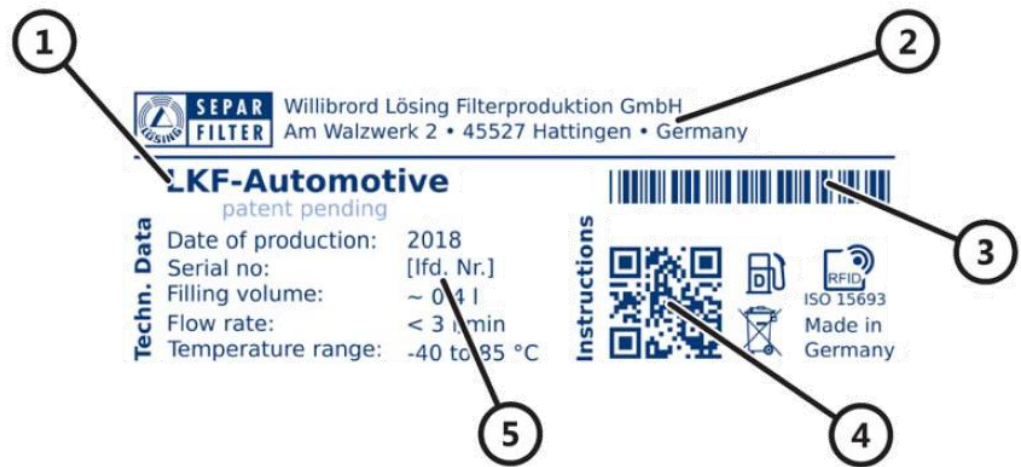 1
2
SEPAR
FILTER
LÖSING
Willibrord Lösing Filterproduktion GmbH
Am Walzwerk 2 • 45527 Hattingen • Germany
LKF-Automotive
patent pending
Techn. Data
Date of production: 2018
Serial no: [lfd. Nr.]
Filling volume: ~ 0,4 l
Flow rate: < 3 l/min
Temperature range: -40 to 85 °C
Instructions
D
RFID
ISO 15693
Made in
Germany
3
4
5